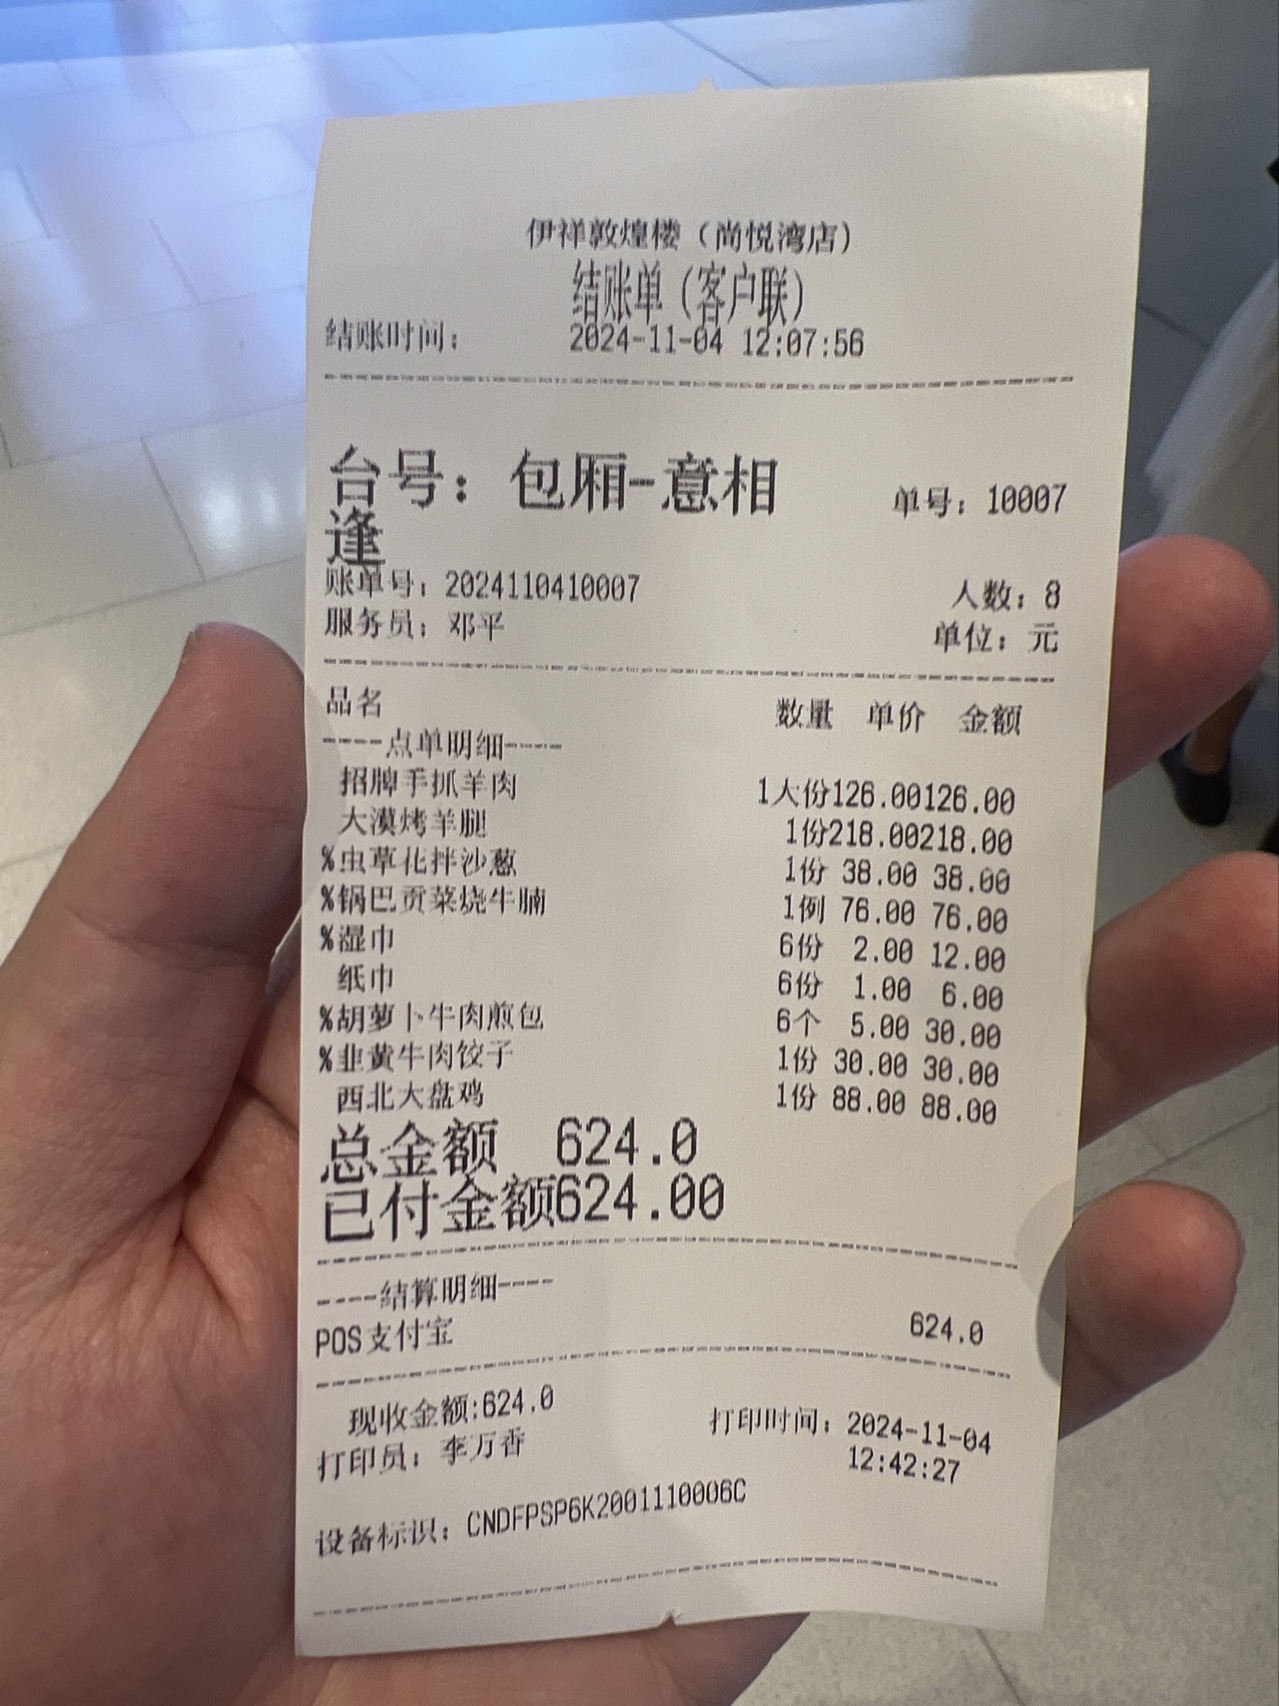 伊祥敦煌楼（尚悦湾店）
结账单（客户联）
结账时间： 2024-11-04 12:07:56
台号：包厢-意相 单号：10007
逢
账单号：2024110410007 人数：8
服务员：邓平 单位：元
品名 数量 单价 金额
----点单明细----
招牌手抓羊肉 1大份126.00126.00
大漠烤羊腿 1份218.00218.00
%虫草花拌沙葱 1份 38.00 38.00
%锅巴贡菜烧牛腩 1例 76.00 76.00
%湿巾 6份 2.00 12.00
纸巾 6份 1.00 6.00
%胡萝卜牛肉煎包 6个 5.00 30.00
%韭黄牛肉饺子 1份 30.00 30.00
西北大盘鸡 1份 88.00 88.00
总金额 624.0
已付金额624.00
----结算明细----
POS支付宝 624.0
现收金额:624.0
打印员：李万香 打印时间：2024-11-04
12:42:27
设备标识：CNDFPSP6K2001110006C